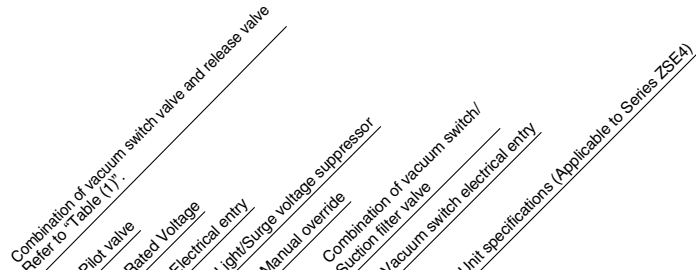 Combination of vacuum switch valve and release valve
Refer to “Table (1)”.
Pilot valve
Rated Voltage
Electrical entry
Light/Surge voltage suppressor
Manual override
Combination of vacuum switch/
Suction filter valve
Vacuum switch electrical entry
Unit specifications (Applicable to Series ZSE4)